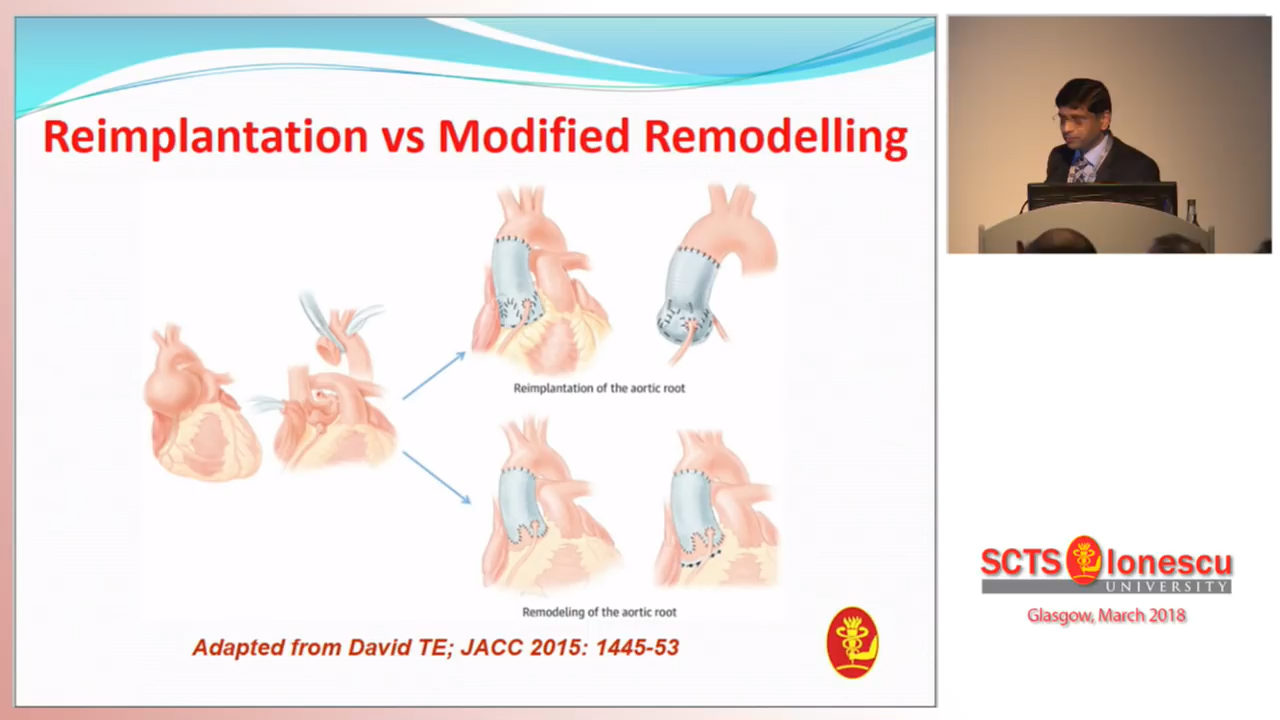 Reimplantation vs Modified Remodelling
Reimplantation of the aortic root
Remodeling of the aortic root
Adapted from David TE; JACC 2015: 1445-53
SCTS Ionescu
UNIVERSITY
Glasgow, March 2018